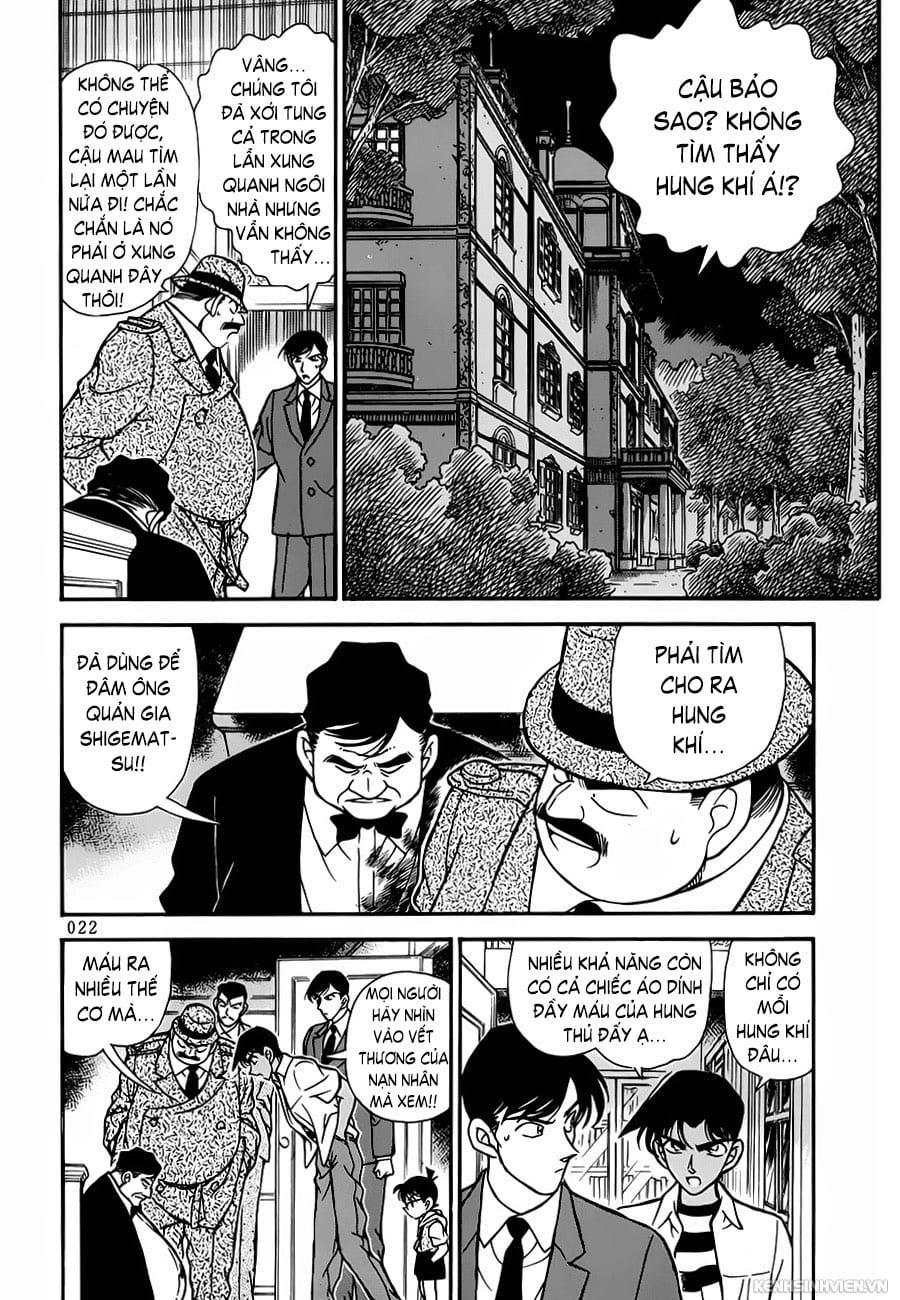 CẬU BẢO
SAO? KHÔNG
TÌM THẤY
HUNG KHÍ Á!?
VÂNG...
CHÚNG TÔI
ĐÃ XỚI TUNG
CẢ TRONG
LẪN XUNG
QUANH NGÔI
NHÀ NHƯNG
VẪN KHÔNG
THẤY...
KHÔNG THỂ
CÓ CHUYỆN
ĐÓ ĐƯỢC,
CẬU MAU TÌM
LẠI MỘT LẦN
NỮA ĐI! CHẮC
CHẮN LÀ NÓ
PHẢI Ở XUNG
QUANH ĐÂY
THÔI!
PHẢI TÌM
CHO RA
HUNG
KHÍ...
ĐÃ DÙNG ĐỂ
ĐÂM ÔNG
QUẢN GIA
SHIGEMAT-
SU!!
022
KHÔNG
CHỈ CÓ
MỖI
HUNG KHÍ
ĐÂU...
NHIỀU KHẢ NĂNG CÒN
CÓ CẢ CHIẾC ÁO DÍNH
ĐẦY MÁU CỦA HUNG
THỦ ĐẤY Ạ...
MỌI NGƯỜI
HÃY NHÌN
VÀO VẾT
THƯƠNG CỦA
NẠN NHÂN
MÀ XEM!!
MÁU RA
NHIỀU THẾ
CƠ MÀ...
KENHSINHVIEN.VN